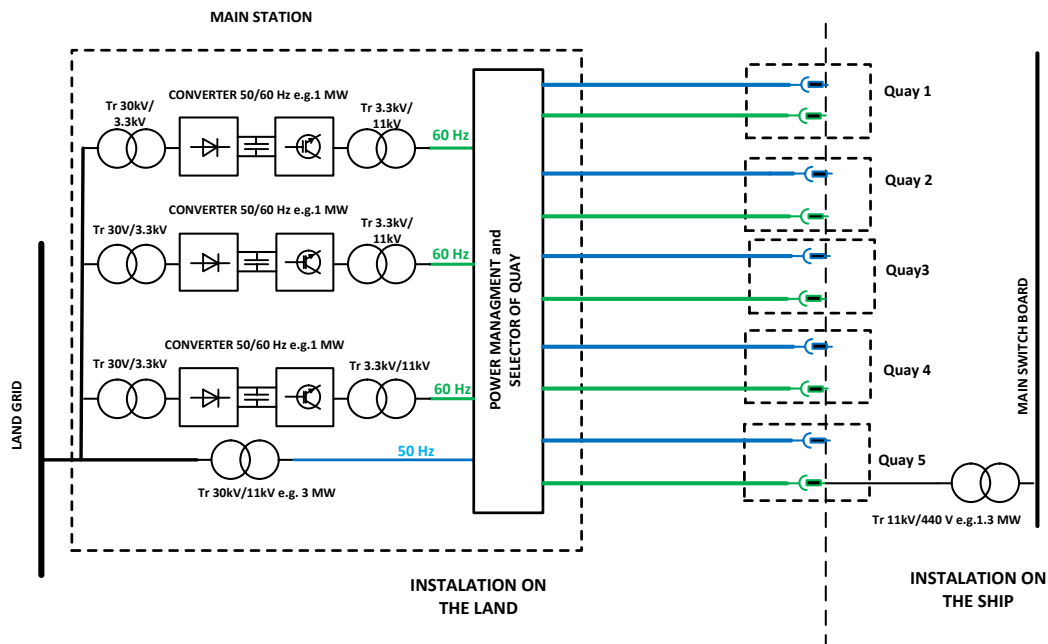 MAIN STATION
CONVERTER 50/60 Hz e.g.1 MW
Tr 30kV/
3.3kV
Tr 3.3kV/
11kV
60 Hz
CONVERTER 50/60 Hz e.g.1 MW
Tr 30V/3.3kV
Tr 3.3kV/
11kV
60 Hz
CONVERTER 50/60 Hz e.g.1 MW
Tr 30V/3.3kV
Tr 3.3kV/11kV
60 Hz
50 Hz
Tr 30kV/11kV e.g. 3 MW
LAND GRID
POWER MANAGMENT and
SELECTOR OF QUAY
Quay 1
Quay 2
Quay3
Quay 4
Quay 5
Tr 11kV/440 V e.g.1.3 MW
MAIN SWITCH BOARD
INSTALATION ON
THE LAND
INSTALATION ON
THE SHIP